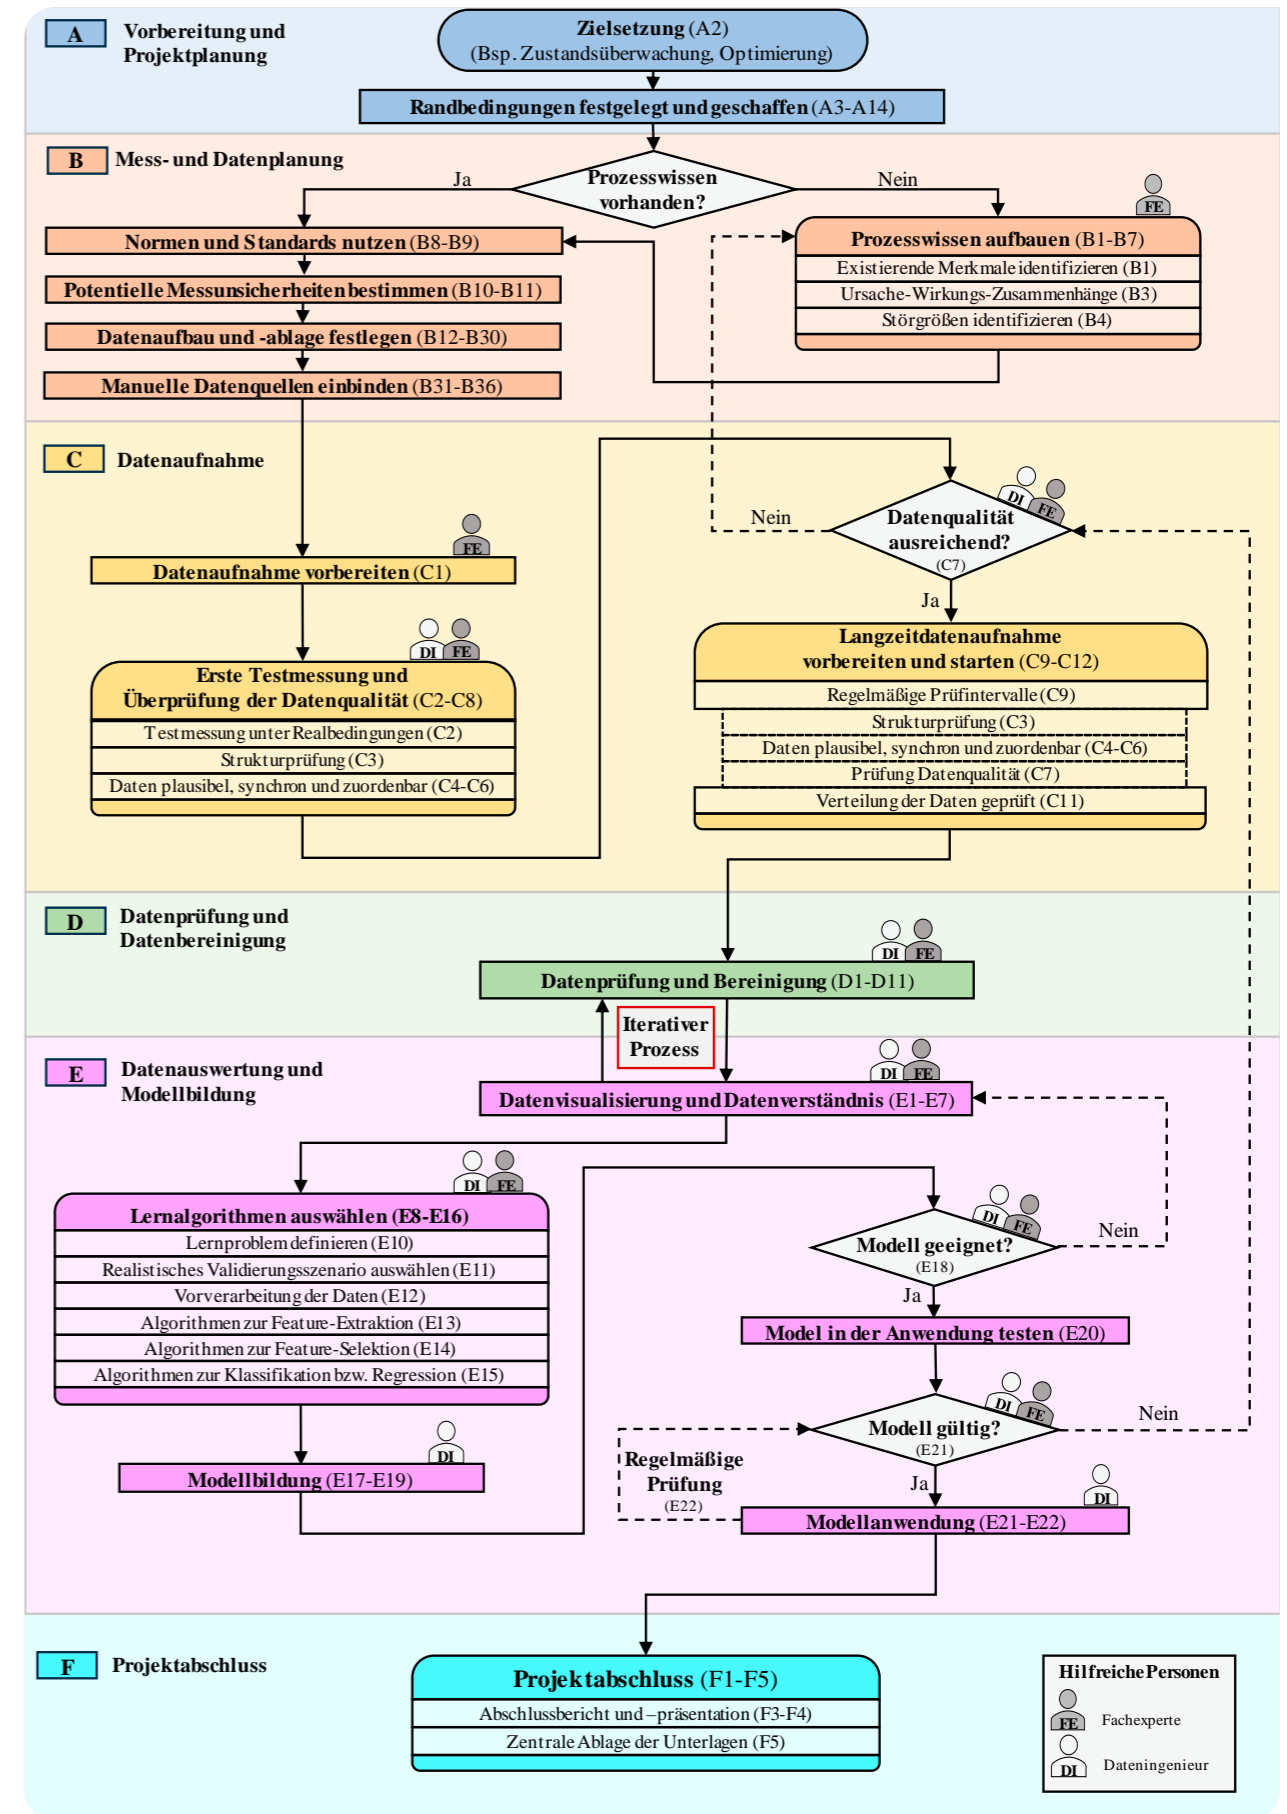 A
Vorbereitung und
Projektplanung
Zielsetzung (A2)
(Bsp. Zustandsüberwachung, Optimierung)
Randbedingungen festgelegt und geschaffen (A3-A14)
B
Mess- und Datenplanung
Prozesswissen
vorhanden?
Ja
Nein
FE
Normen und Standards nutzen (B8-B9)
Potentielle Messunsicherheiten bestimmen (B10-B11)
Datenaufbau und -ablage festlegen (B12-B30)
Manuelle Datenquellen einbinden (B31-B36)
Prozesswissen aufbauen (B1-B7)
Existierende Merkmale identifizieren (B1)
Ursache-Wirkungs-Zusammenhänge (B3)
Störgrößen identifizieren (B4)
C
Datenaufnahme
FE
Datenaufnahme vorbereiten (C1)
DI FE
Erste Testmessung und
Überprüfung der Datenqualität (C2-C8)
Testmessung unter Realbedingungen (C2)
Strukturprüfung (C3)
Daten plausibel, synchron und zuordenbar (C4-C6)
DI FE
Datenqualität
ausreichend?
(C7)
Nein
Ja
Langzeitdatenaufnahme
vorbereiten und starten (C9-C12)
Regelmäßige Prüfintervalle (C9)
Strukturprüfung (C3)
Daten plausibel, synchron und zuordenbar (C4-C6)
Prüfung Datenqualität (C7)
Verteilung der Daten geprüft (C11)
D
Datenprüfung und
Datenbereinigung
DI FE
Datenprüfung und Bereinigung (D1-D11)
Iterativer
Prozess
E
Datenauswertung und
Modellbildung
DI FE
Datenvisualisierung und Datenverständnis (E1-E7)
DI FE
Lernalgorithmen auswählen (E8-E16)
Lernproblem definieren (E10)
Realistisches Validierungsszenario auswählen (E11)
Vorverarbeitung der Daten (E12)
Algorithmen zur Feature-Extraktion (E13)
Algorithmen zur Feature-Selektion (E14)
Algorithmen zur Klassifikation bzw. Regression (E15)
DI
Modellbildung (E17-E19)
DI FE
Modell geeignet?
(E18)
Nein
Ja
Model in der Anwendung testen (E20)
DI FE
Modell gültig?
(E21)
Nein
Ja
Regelmäßige
Prüfung
(E22)
DI
Modellanwendung (E21-E22)
F
Projektabschluss
Projektabschluss (F1-F5)
Abschlussbericht und –präsentation (F3-F4)
Zentrale Ablage der Unterlagen (F5)
Hilfreiche Personen
FE
Fachexperte
DI
Dateningenieur